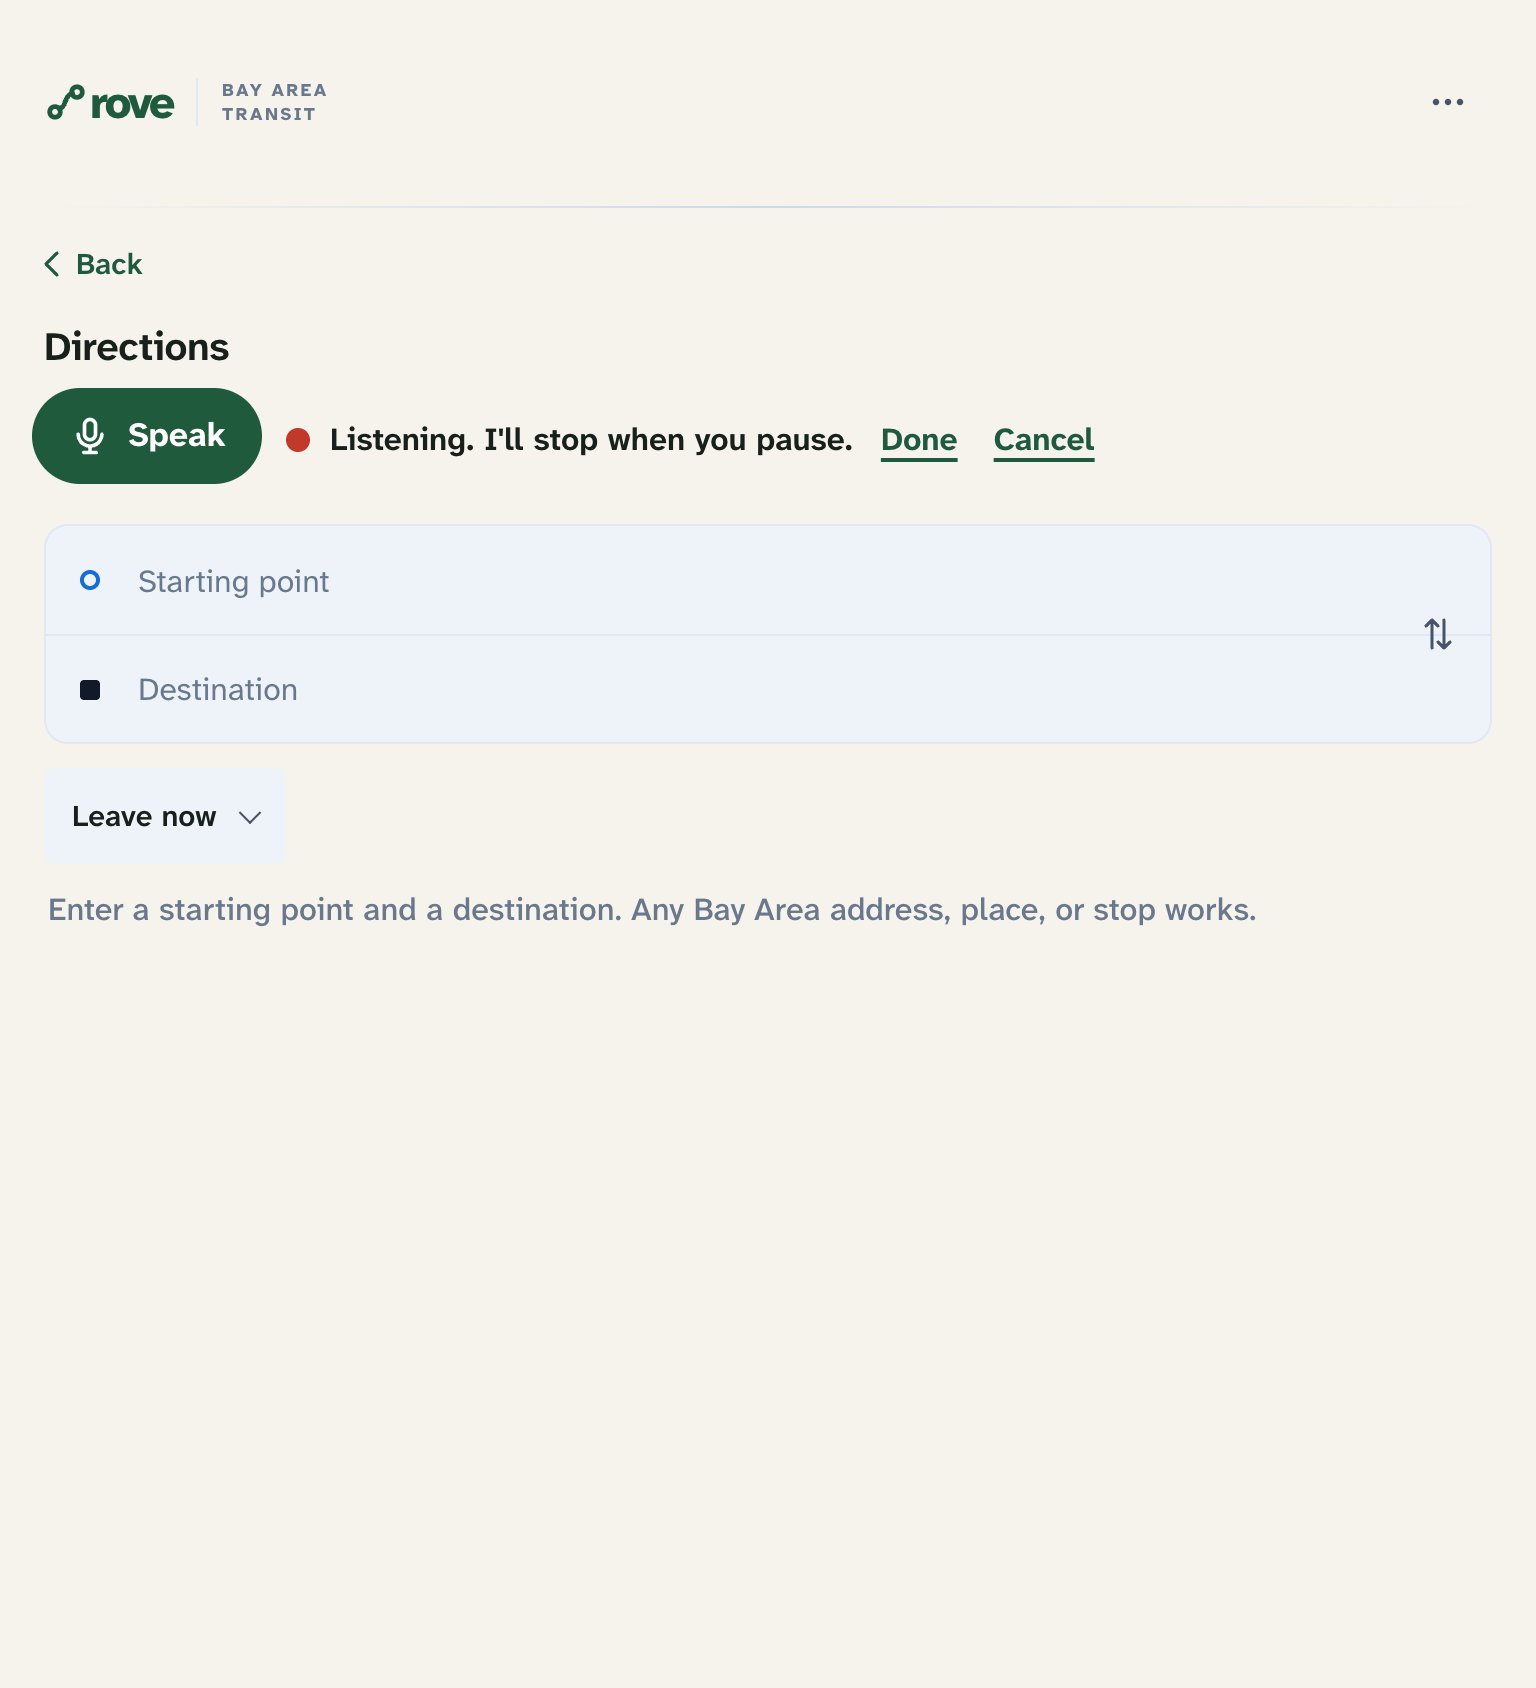 rove
BAY AREA
TRANSIT
Back
Directions
Speak
Listening. I'll stop when you pause. Done Cancel
Starting point
Destination
Leave now
Enter a starting point and a destination. Any Bay Area address, place, or stop works.